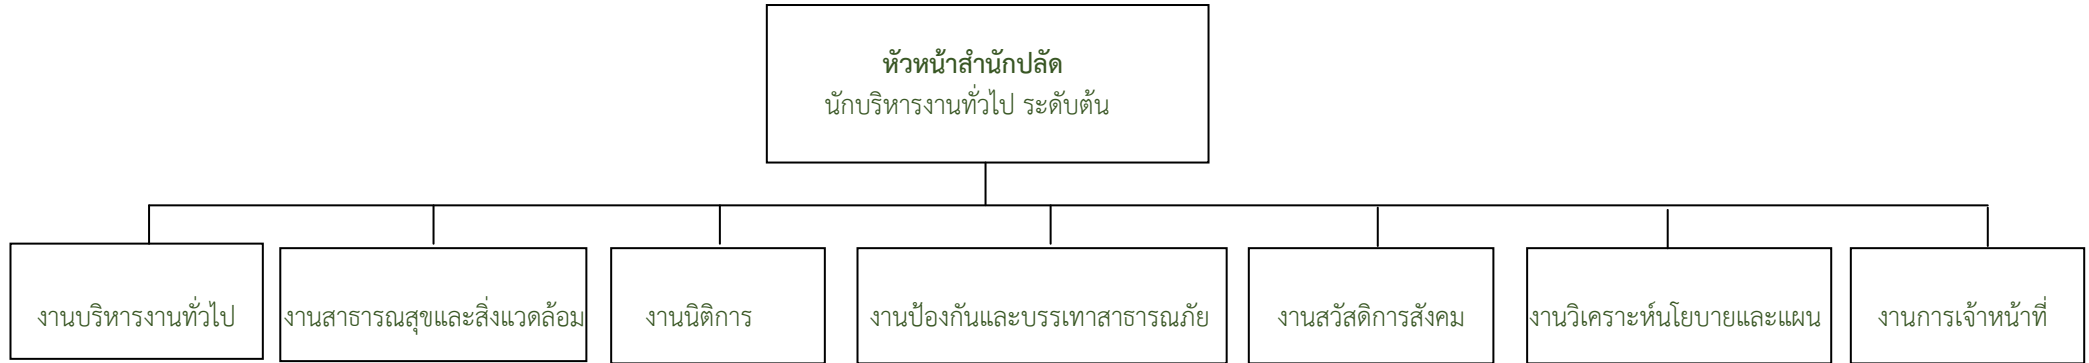 หัวหน้าสำนักปลัด
นักบริหารงานทั่วไป ระดับต้น
งานบริหารงานทั่วไป
งานสาธารณสุขและสิ่งแวดล้อม
งานนิติการ
งานป้องกันและบรรเทาสาธารณภัย
งานสวัสดิการสังคม
งานวิเคราะห์นโยบายและแผน
งานการเจ้าหน้าที่